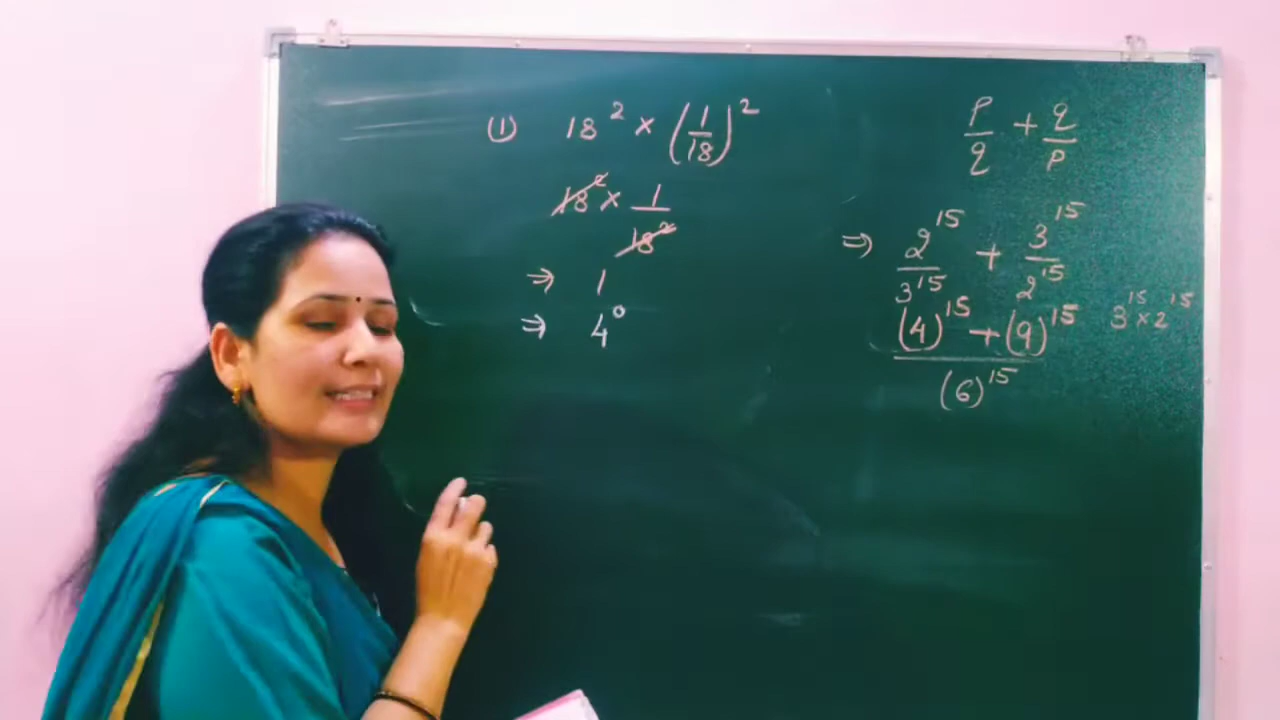 (1) 18² × (1/18)²
18² × 1/18²
⇒ 1
⇒ 4⁰
p/q + q/p
⇒ 2¹⁵/3¹⁵ + 3¹⁵/2¹⁵
(4)¹⁵ + (9)¹⁵ / (6)¹⁵
3¹⁵ × 2¹⁵